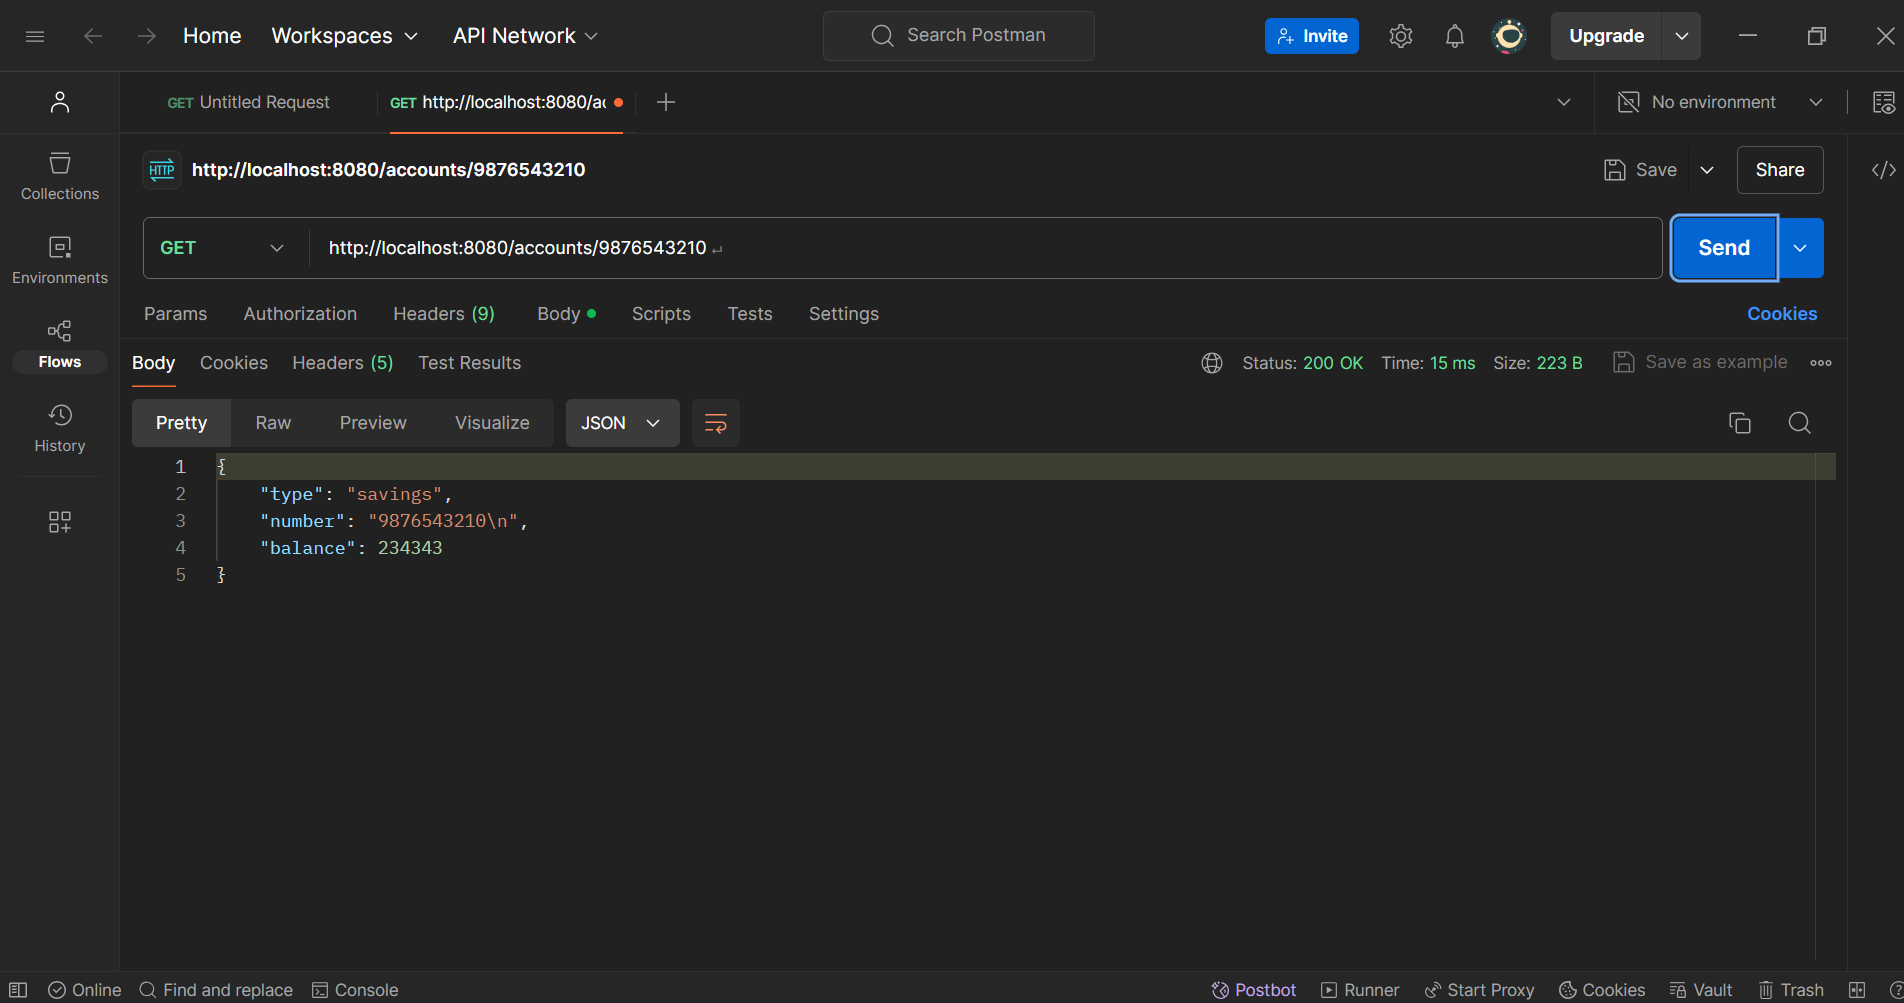 Home Workspaces API Network Search Postman Invite Upgrade
GET Untitled Request GET http://localhost:8080/ac No environment
HTTP http://localhost:8080/accounts/9876543210 Save Share
Collections
GET http://localhost:8080/accounts/9876543210 Send
Environments
Params Authorization Headers (9) Body Scripts Tests Settings Cookies
Flows
Body Cookies Headers (5) Test Results Status: 200 OK Time: 15 ms Size: 223 B Save as example
History
Pretty Raw Preview Visualize JSON
1 {
2 "type": "savings",
3 "number": "9876543210\n",
4 "balance": 234343
5 }
Online Find and replace Console Postbot Runner Start Proxy Cookies Vault Trash